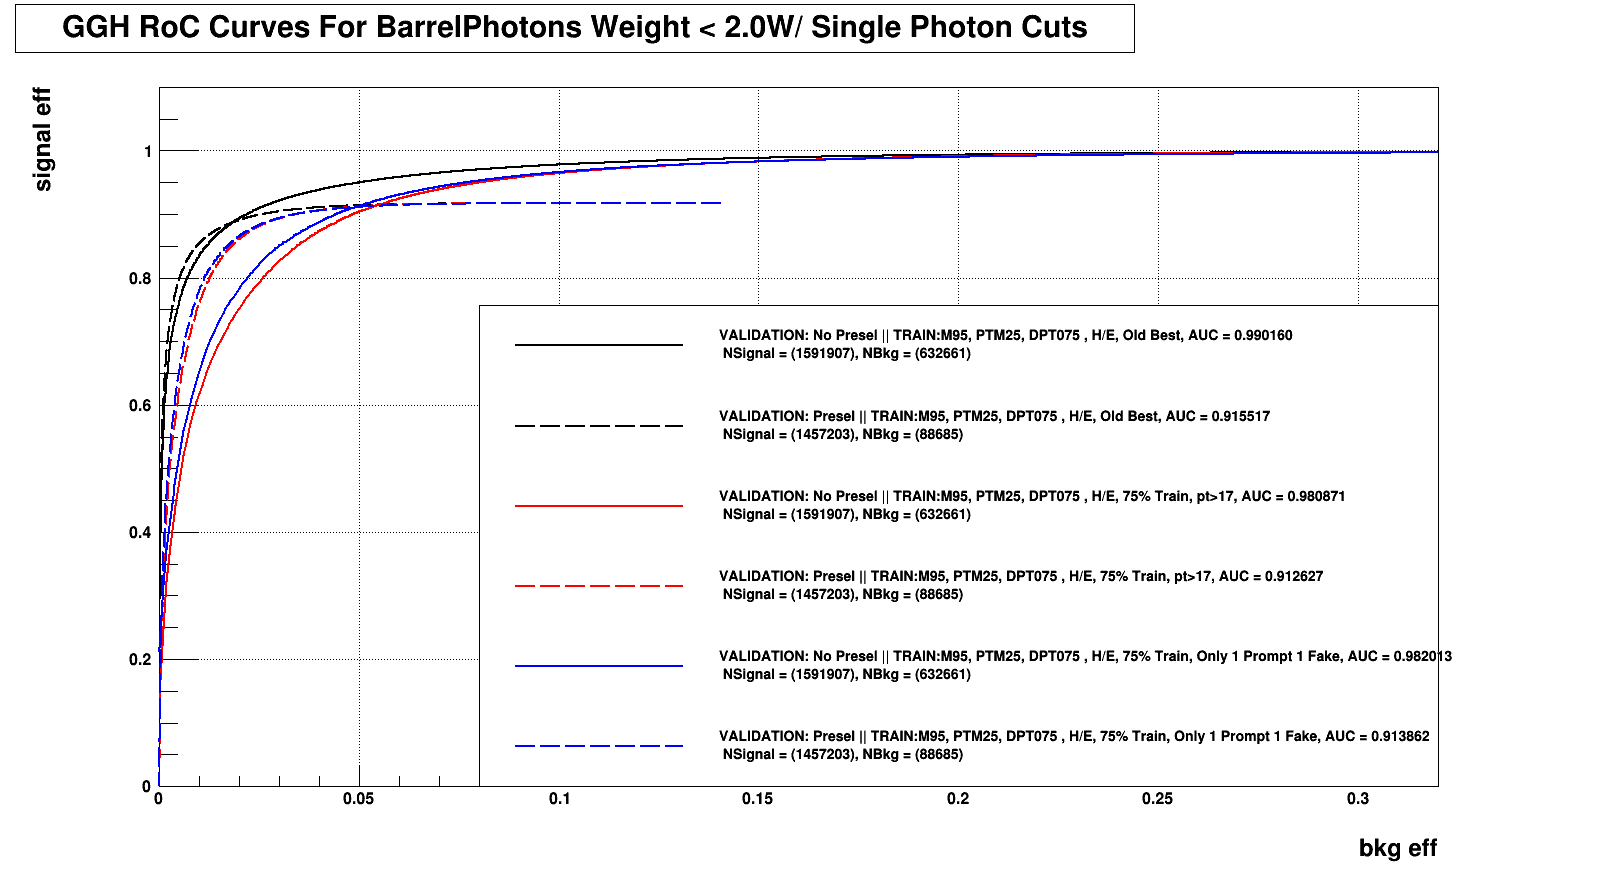 GGH RoC Curves For BarrelPhotons Weight < 2.0W/ Single Photon Cuts
signal eff
1
0.8
0.6
0.4
0.2
0
VALIDATION: No Presel || TRAIN:M95, PTM25, DPT075 , H/E, Old Best, AUC = 0.990160
NSignal = (1591907), NBkg = (632661)
VALIDATION: Presel || TRAIN:M95, PTM25, DPT075 , H/E, Old Best, AUC = 0.915517
NSignal = (1457203), NBkg = (88685)
VALIDATION: No Presel || TRAIN:M95, PTM25, DPT075 , H/E, 75% Train, pt>17, AUC = 0.980871
NSignal = (1591907), NBkg = (632661)
VALIDATION: Presel || TRAIN:M95, PTM25, DPT075 , H/E, 75% Train, pt>17, AUC = 0.912627
NSignal = (1457203), NBkg = (88685)
VALIDATION: No Presel || TRAIN:M95, PTM25, DPT075 , H/E, 75% Train, Only 1 Prompt 1 Fake, AUC = 0.982013
NSignal = (1591907), NBkg = (632661)
VALIDATION: Presel || TRAIN:M95, PTM25, DPT075 , H/E, 75% Train, Only 1 Prompt 1 Fake, AUC = 0.913862
NSignal = (1457203), NBkg = (88685)
0 0.05 0.1 0.15 0.2 0.25 0.3
bkg eff